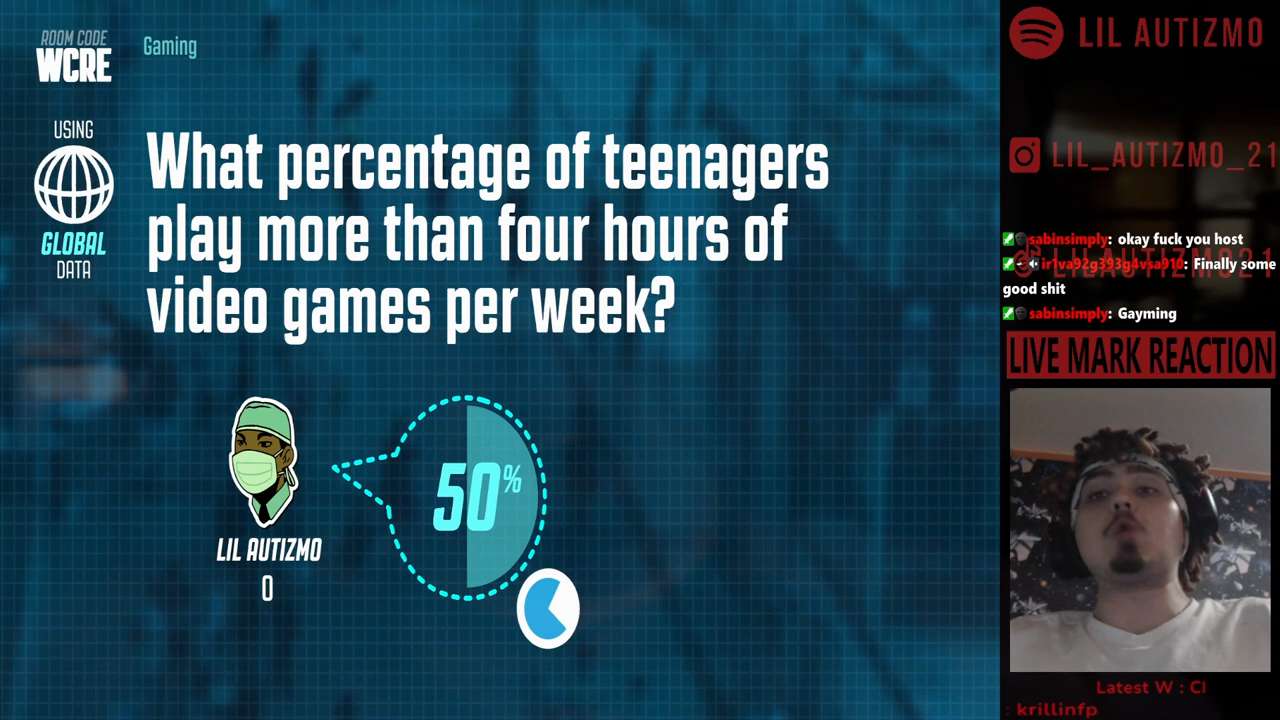 ROOM CODE
WCRE
Gaming
USING
GLOBAL
DATA
What percentage of teenagers
play more than four hours of
video games per week?
50%
LIL AUTIZMO
0
LIL AUTIZMO
LIL_AUTIZMO_21
sabinsimply: okay fuck you host
ir1va92g393g4vsa910: Finally some
good shit
sabinsimply: Gayming
LIVE MARK REACTION
Latest W : Cl
: krillinfp